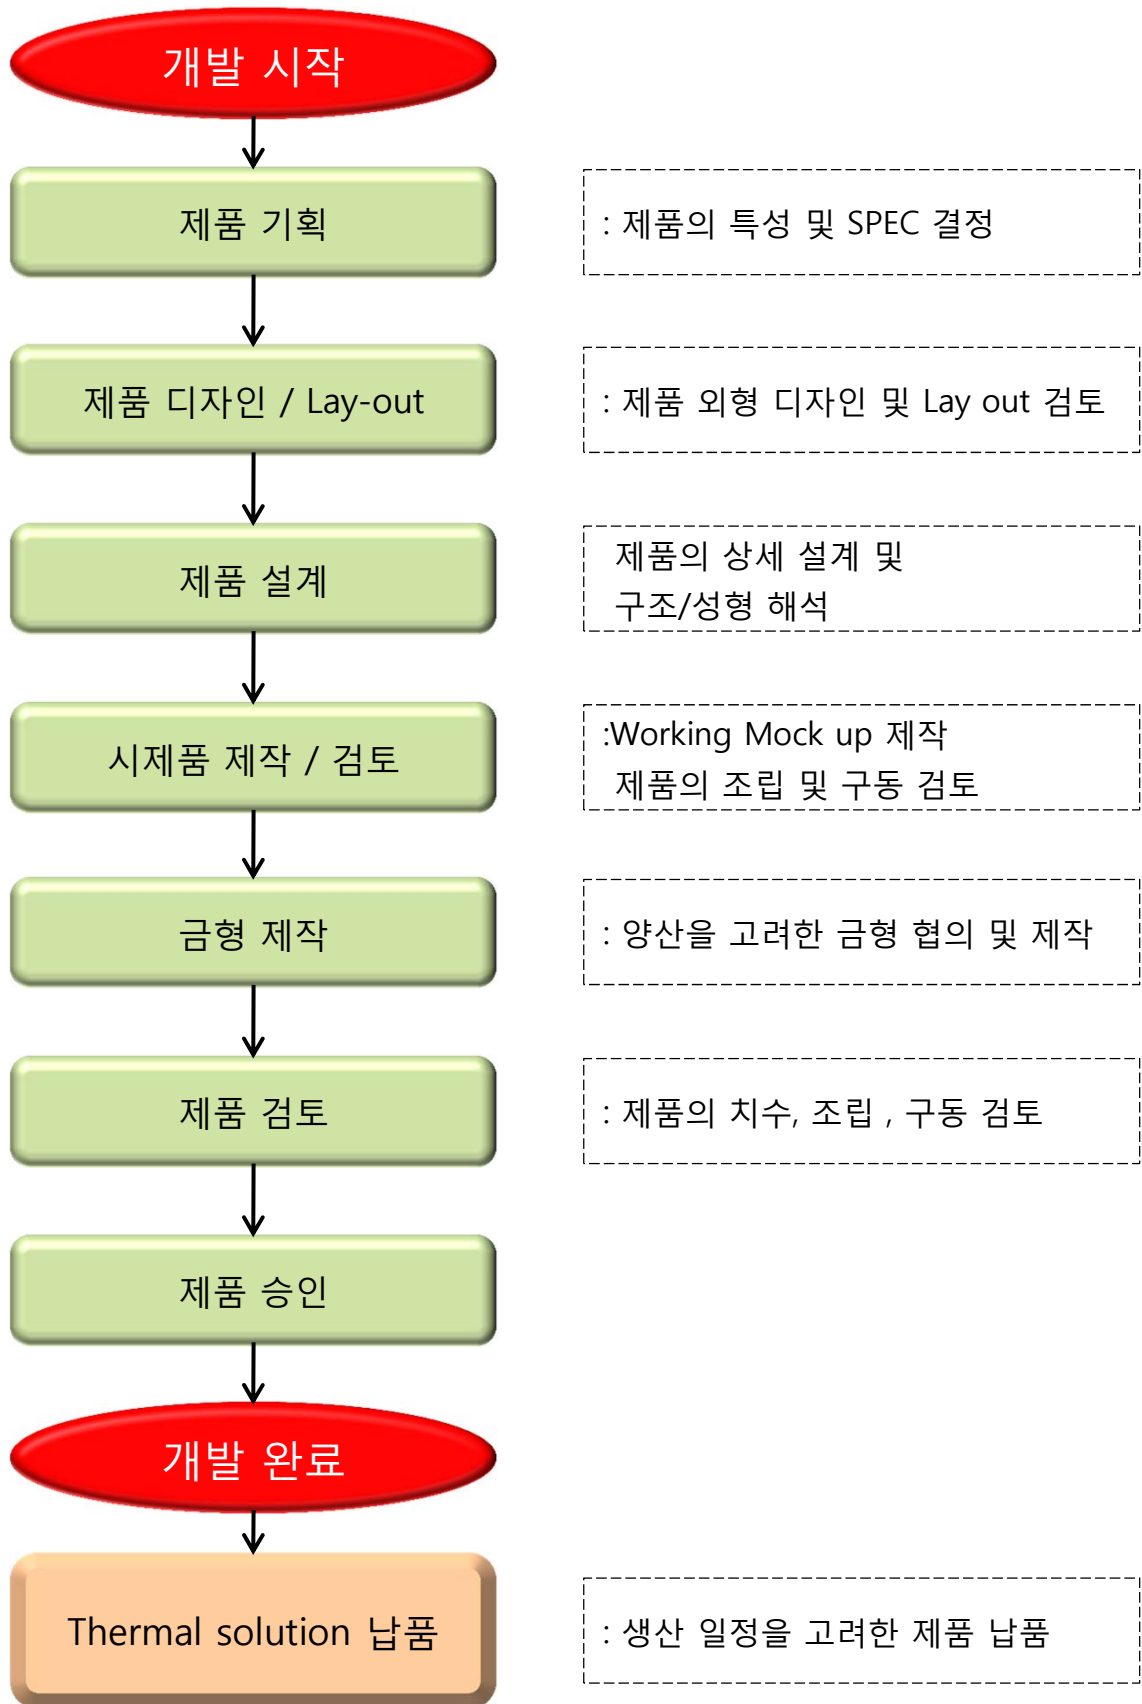 개발 시작
제품 기획
: 제품의 특성 및 SPEC 결정
제품 디자인 / Lay-out
: 제품 외형 디자인 및 Lay out 검토
제품 설계
제품의 상세 설계 및
구조/성형 해석
시제품 제작 / 검토
:Working Mock up 제작
제품의 조립 및 구동 검토
금형 제작
: 양산을 고려한 금형 협의 및 제작
제품 검토
: 제품의 치수, 조립 , 구동 검토
제품 승인
개발 완료
Thermal solution 납품
: 생산 일정을 고려한 제품 납품